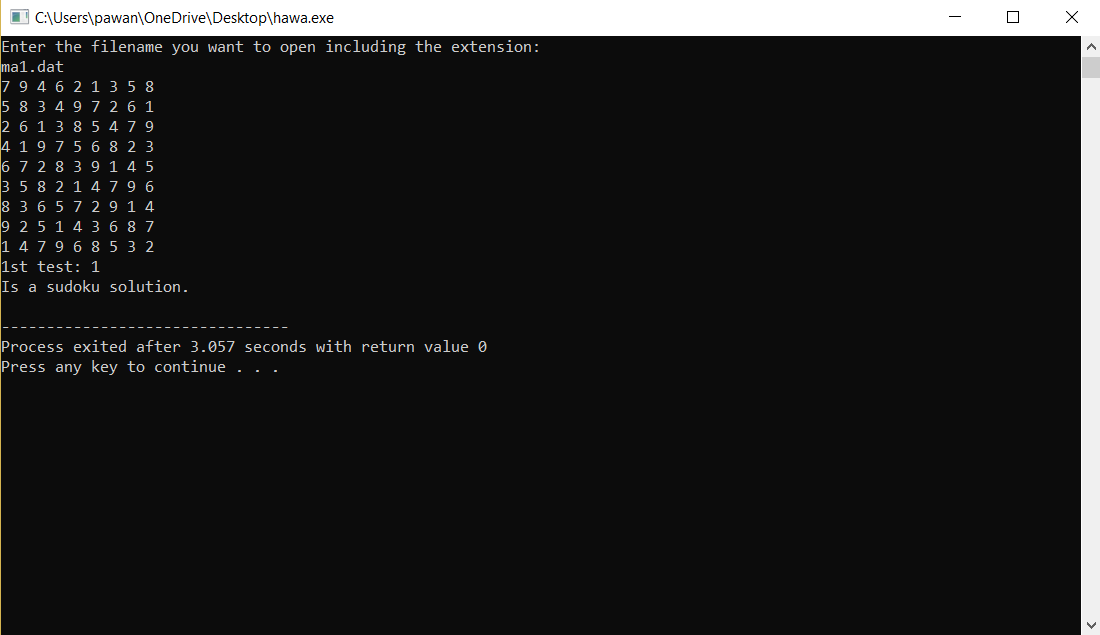 C:\Users\pawan\OneDrive\Desktop\hawa.exe
Enter the filename you want to open including the extension:
ma1.dat
7 9 4 6 2 1 3 5 8
5 8 3 4 9 7 2 6 1
2 6 1 3 8 5 4 7 9
4 1 9 7 5 6 8 2 3
6 7 2 8 3 9 1 4 5
3 5 8 2 1 4 7 9 6
8 3 6 5 7 2 9 1 4
9 2 5 1 4 3 6 8 7
1 4 7 9 6 8 5 3 2
1st test: 1
Is a sudoku solution.
--------------------------------
Process exited after 3.057 seconds with return value 0
Press any key to continue . . .